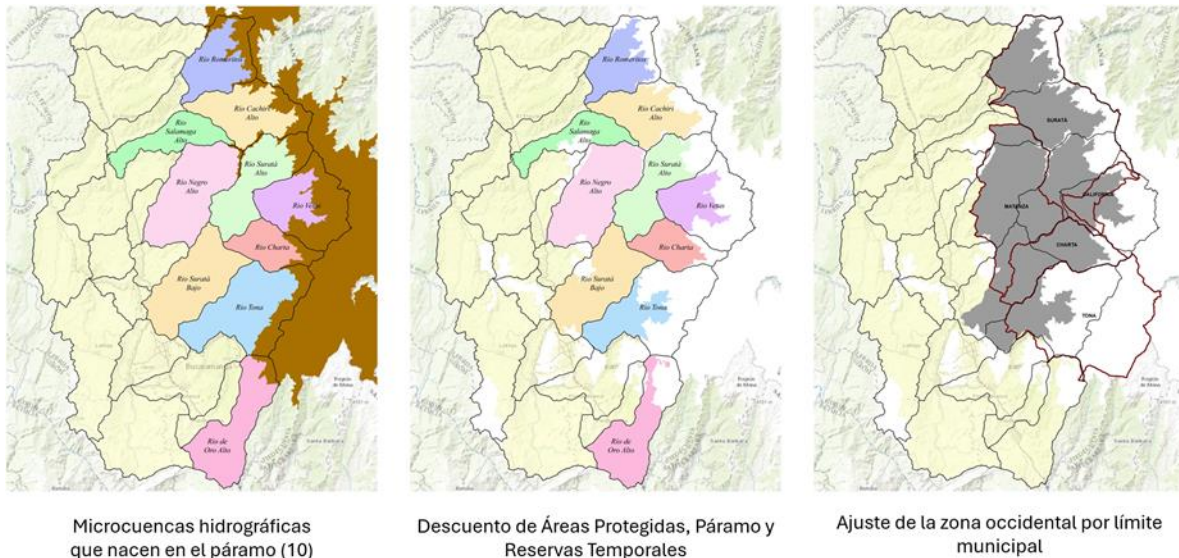 Río Romeritos
Río Cachirí
Alto
Río
Salamaga
Alto
Río Suratá
Alto
Río Negro
Alto
Río Vetas
Río Charta
Río Suratá
Bajo
Río Tona
Río de
Oro Alto
Microcuencas hidrográficas
que nacen en el páramo (10)
Río Romeritos
Río Cachirí
Alto
Río
Salamaga
Alto
Río Suratá
Alto
Río Negro
Alto
Río Vetas
Río Charta
Río Suratá
Bajo
Río Tona
Río de
Oro Alto
Descuento de Áreas Protegidas, Páramo y
Reservas Temporales
SURATÁ
CALIFORNIA
MATANZA
CHARTA
TONA
Ajuste de la zona occidental por límite
municipal